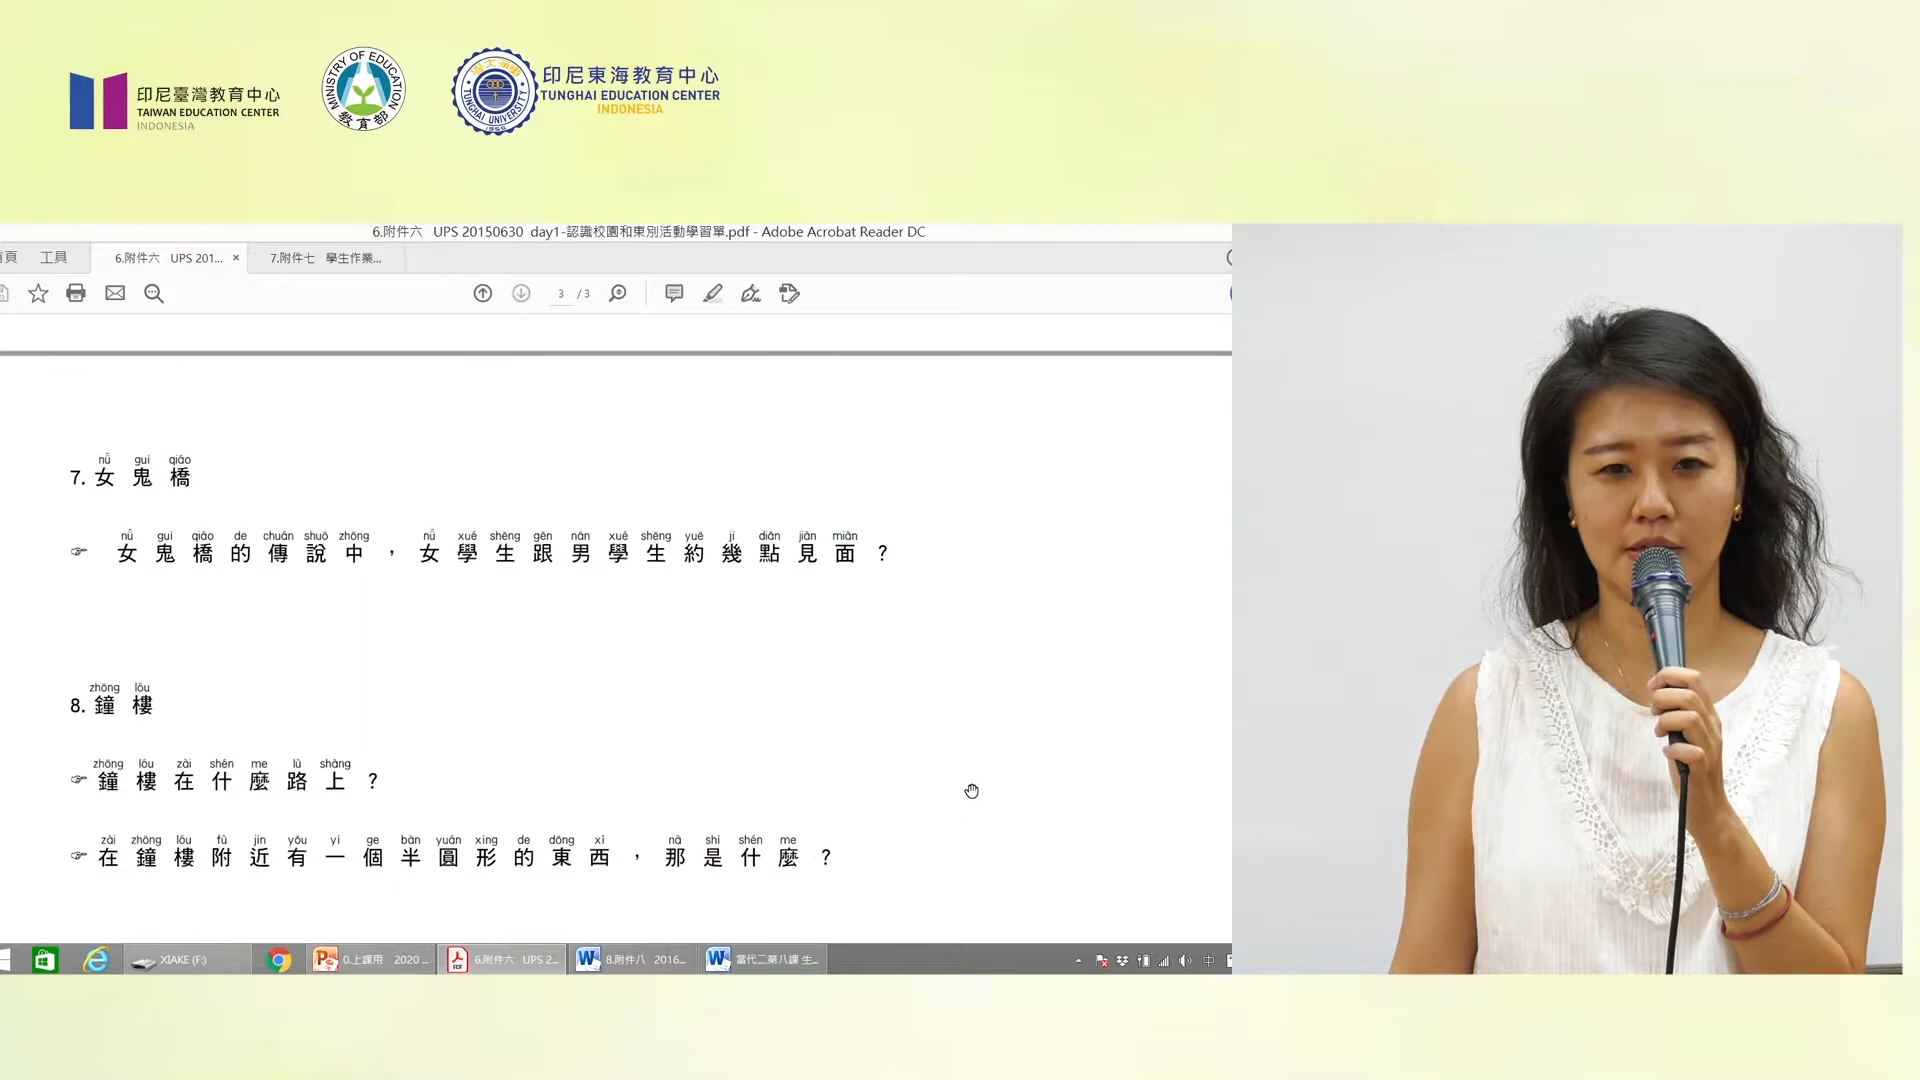 印尼臺灣教育中心
TAIWAN EDUCATION CENTER
INDONESIA
MINISTRY OF EDUCATION
教育部
TUNGHAI UNIVERSITY
1955
印尼東海教育中心
TUNGHAI EDUCATION CENTER
INDONESIA
6.附件六 UPS 20150630 day1-認識校園和東別活動學習單.pdf - Adobe Acrobat Reader DC
首頁 工具 6.附件六 UPS 201... × 7.附件七 學生作業...
3 / 3
nǚ guǐ qiáo
7. 女鬼橋
nǚ guǐ qiáo de chuán shuō zhōng nǚ xué shēng gēn nán xué shēng yuē jǐ diǎn jiàn miàn
☞ 女鬼橋的傳說中，女學生跟男學生約幾點見面？
zhōng lóu
8. 鐘樓
zhōng lóu zài shén me lù shàng
☞ 鐘樓在什麼路上？
zài zhōng lóu fù jìn yǒu yí ge bàn yuán xíng de dōng xī nà shì shén me
☞ 在鐘樓附近有一個半圓形的東西，那是什麼？
XIAKE (F:) 0.上課用 2020 ... 6.附件六 UPS 2... 8.附件八 2016... 當代二第八課 生... 中